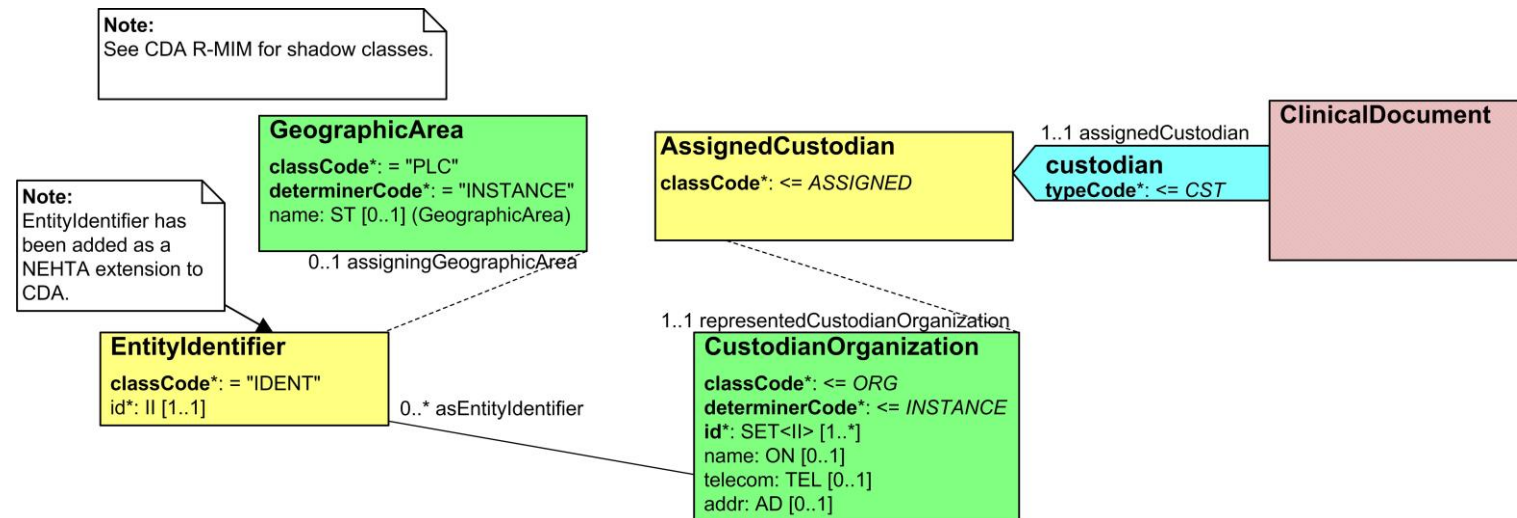 Note:
See CDA R-MIM for shadow classes.
GeographicArea
classCode*: = "PLC"
determinerCode*: = "INSTANCE"
name: ST [0..1] (GeographicArea)
0..1 assigningGeographicArea
Note:
EntityIdentifier has
been added as a
NEHTA extension to
CDA.
EntityIdentifier
classCode*: = "IDENT"
id*: II [1..1]
0..* asEntityIdentifier
AssignedCustodian
classCode*: <= ASSIGNED
1..1 assignedCustodian
custodian
typeCode*: <= CST
ClinicalDocument
1..1 representedCustodianOrganization
CustodianOrganization
classCode*: <= ORG
determinerCode*: <= INSTANCE
id*: SET<II> [1..*]
name: ON [0..1]
telecom: TEL [0..1]
addr: AD [0..1]